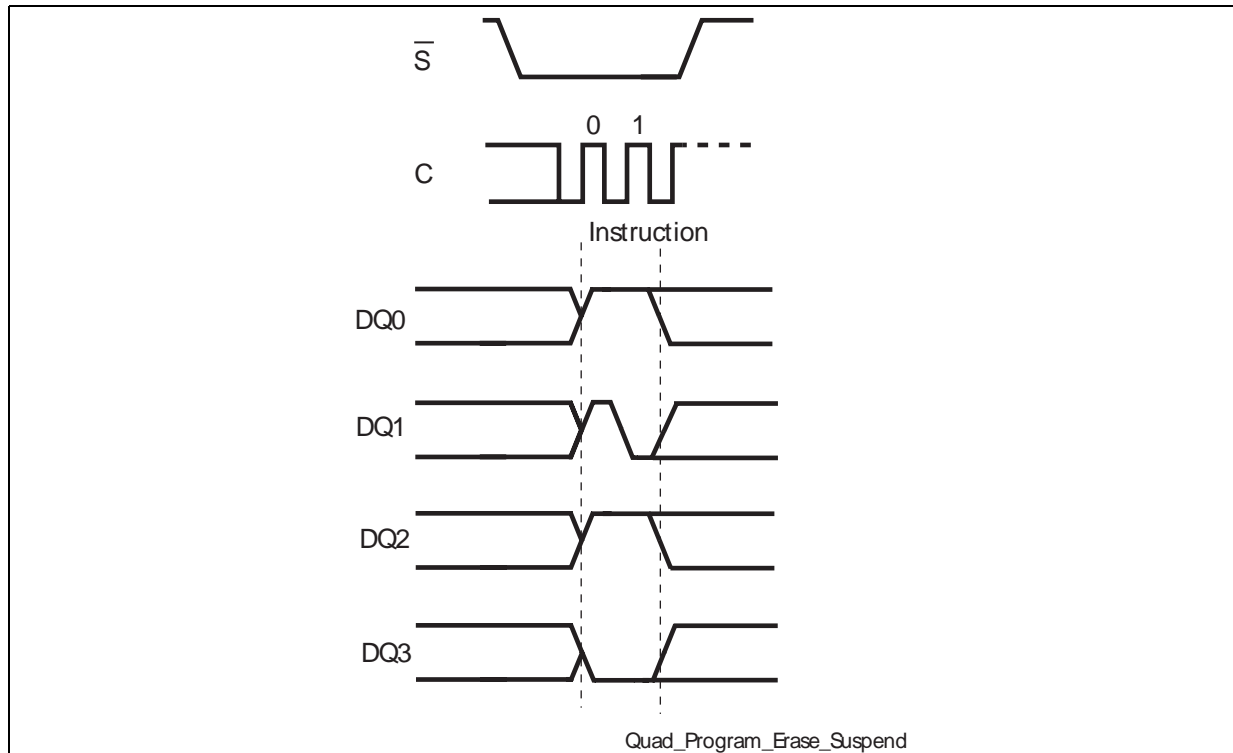 S̅
0 1
C
Instruction
DQ0
DQ1
DQ2
DQ3
Quad_Program_Erase_Suspend